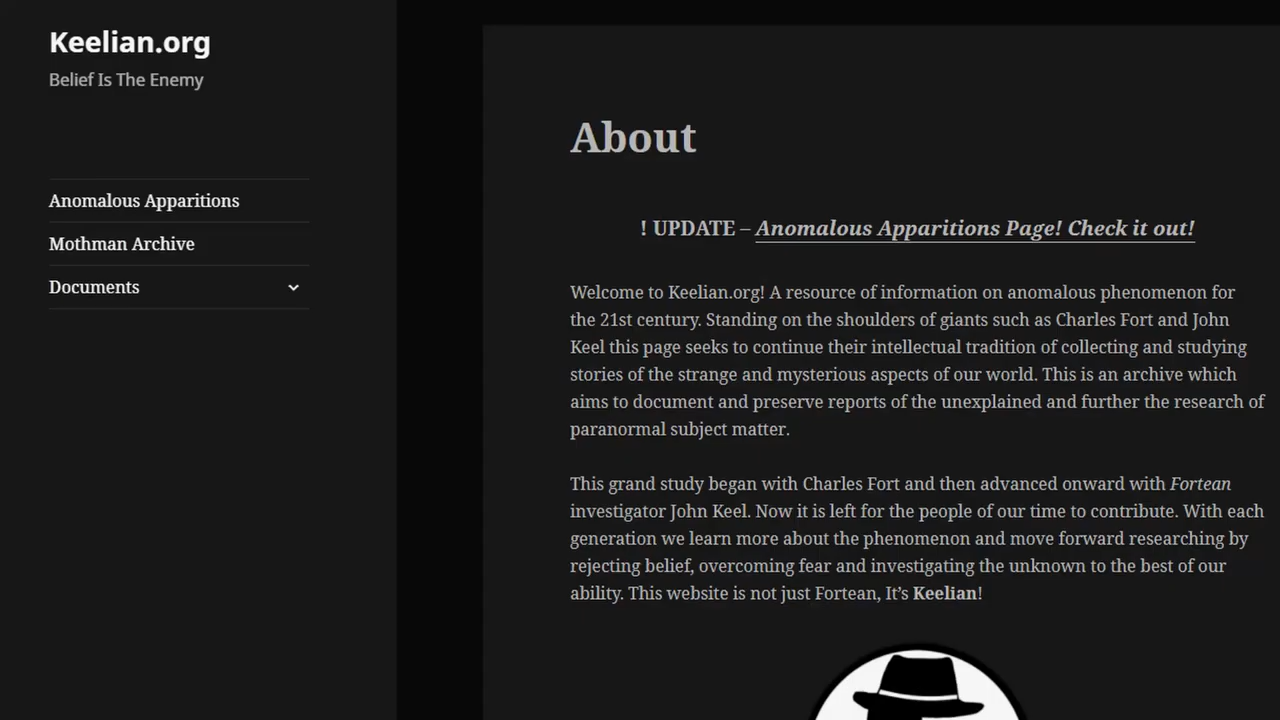 Keelian.org
Belief Is The Enemy
Anomalous Apparitions
Mothman Archive
Documents
About
! UPDATE – Anomalous Apparitions Page! Check it out!
Welcome to Keelian.org! A resource of information on anomalous phenomenon for
the 21st century. Standing on the shoulders of giants such as Charles Fort and John
Keel this page seeks to continue their intellectual tradition of collecting and studying
stories of the strange and mysterious aspects of our world. This is an archive which
aims to document and preserve reports of the unexplained and further the research of
paranormal subject matter.
This grand study began with Charles Fort and then advanced onward with Fortean
investigator John Keel. Now it is left for the people of our time to contribute. With each
generation we learn more about the phenomenon and move forward researching by
rejecting belief, overcoming fear and investigating the unknown to the best of our
ability. This website is not just Fortean, It’s Keelian!